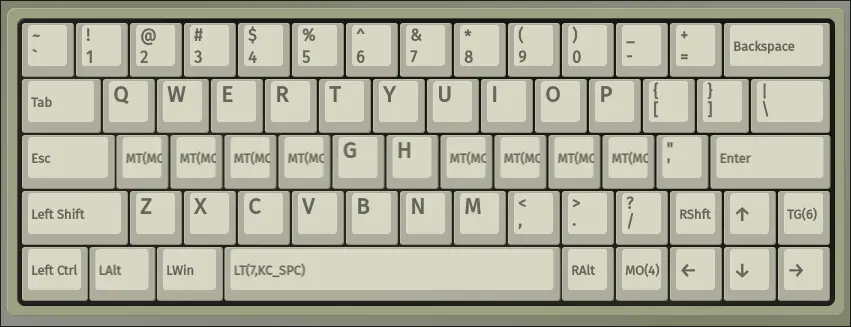 ~ ! @ # $ % ^ & * ( ) _ +
` 1 2 3 4 5 6 7 8 9 0 - = Backspace
Tab Q W E R T Y U I O P { } |
[ ] \
Esc MT(MC MT(MC MT(MC MT(MC G H MT(MC MT(MC MT(MC MT(MC " Enter
'
Left Shift Z X C V B N M < > ? RShft ↑ TG(6)
, . /
Left Ctrl LAlt LWin LT(7,KC_SPC) RAlt MO(4) ← ↓ →